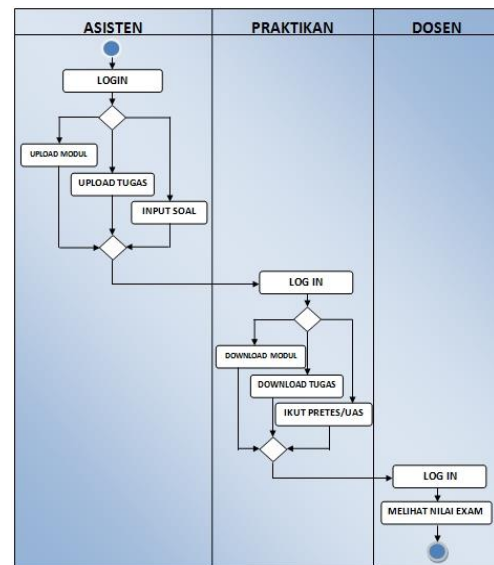 ASISTEN
PRAKTIKAN
DOSEN
LOGIN
UPLOAD MODUL
UPLOAD TUGAS
INPUT SOAL
LOG IN
DOWNLOAD MODUL
DOWNLOAD TUGAS
IKUT PRETES/UAS
LOG IN
MELIHAT NILAI EXAM